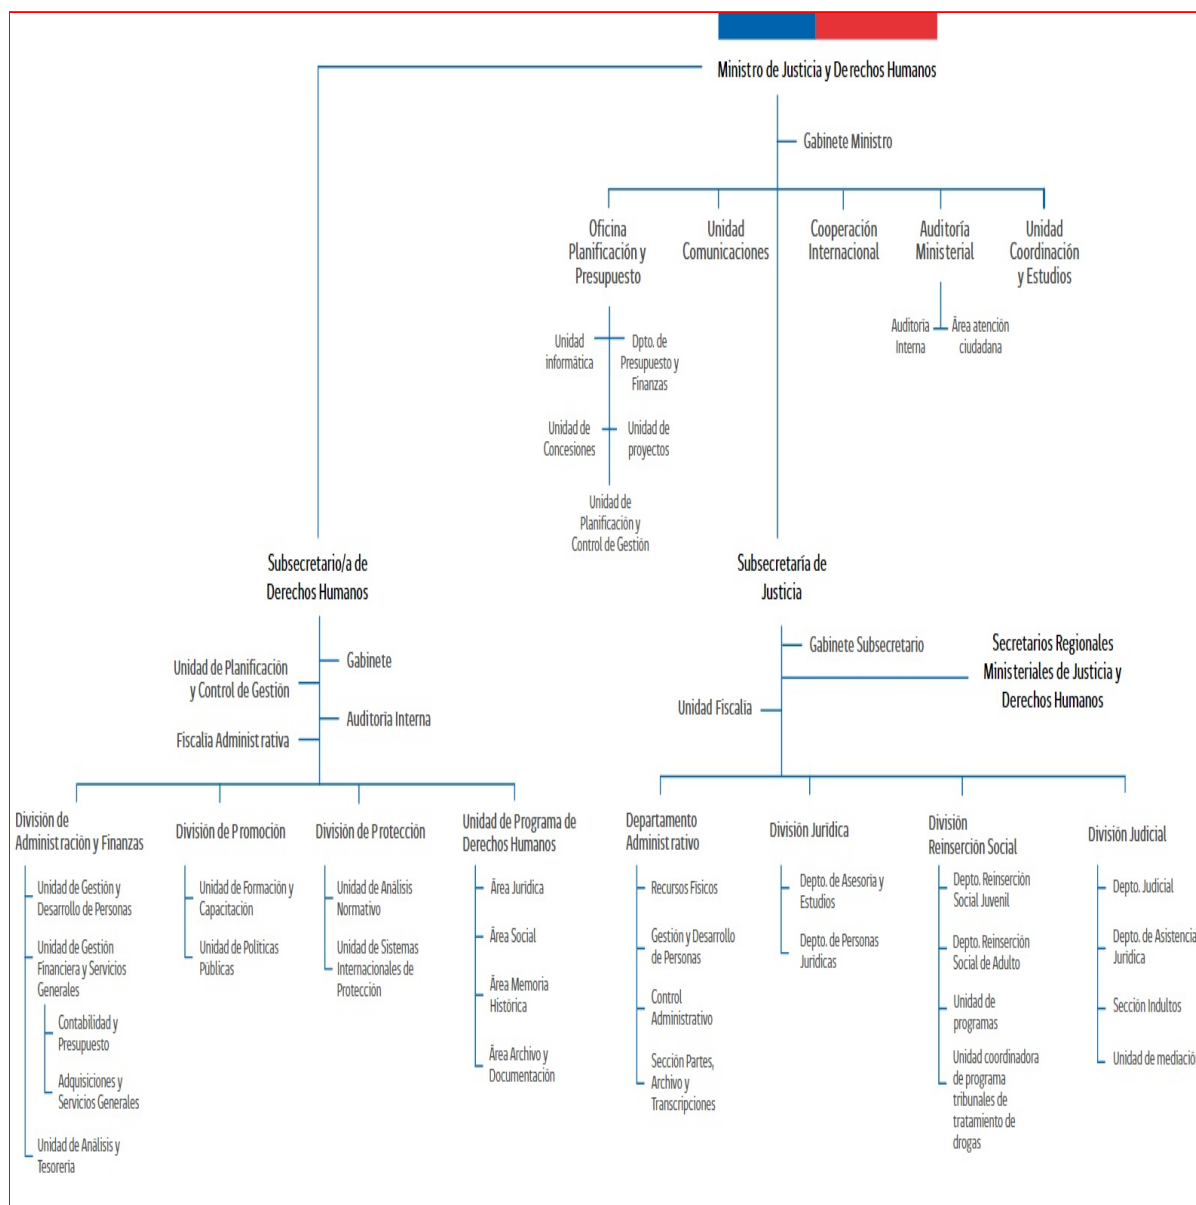 Ministro de Justicia y Derechos Humanos
Gabinete Ministro
Oficina
Planificación y
Presupuesto
Unidad
Comunicaciones
Cooperación
Internacional
Auditoría
Ministerial
Unidad
Coordinación
y Estudios
Unidad
informática
Dpto. de
Presupuesto y
Finanzas
Unidad de
Concesiones
Unidad de
proyectos
Unidad de
Planificación y
Control de Gestión
Auditoría
Interna
Área atención
ciudadana
Subsecretario/a de
Derechos Humanos
Gabinete
Unidad de Planificación
y Control de Gestión
Auditoría Interna
Fiscalía Administrativa
División de
Administración y Finanzas
Unidad de Gestión y
Desarrollo de Personas
Unidad de Gestión
Financiera y Servicios
Generales
Contabilidad y
Presupuesto
Adquisiciones y
Servicios Generales
Unidad de Análisis y
Tesorería
División de Promoción
Unidad de Formación y
Capacitación
Unidad de Políticas
Públicas
División de Protección
Unidad de Análisis
Normativo
Unidad de Sistemas
Internacionales de
Protección
Unidad de Programa de
Derechos Humanos
Área Jurídica
Área Social
Área Memoria
Histórica
Área Archivo y
Documentación
Subsecretaría de
Justicia
Gabinete Subsecretario
Secretarios Regionales
Ministeriales de Justicia y
Derechos Humanos
Unidad Fiscalía
Departamento
Administrativo
Recursos Físicos
Gestión y Desarrollo
de Personas
Control
Administrativo
Sección Partes,
Archivo y
Transcripciones
División Jurídica
Depto. de Asesoría y
Estudios
Depto. de Personas
Jurídicas
División
Reinserción Social
Depto. Reinserción
Social Juvenil
Depto. Reinserción
Social de Adulto
Unidad de
programas
Unidad coordinadora
de programa
tribunales de
tratamiento de
drogas
División Judicial
Depto. Judicial
Depto. de Asistencia
Jurídica
Sección Indultos
Unidad de mediació